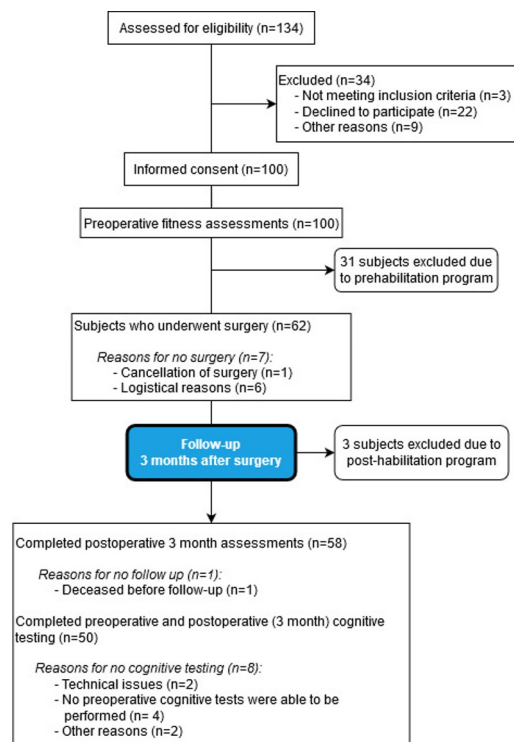 Assessed for eligibility (n=134)
Excluded (n=34)
- Not meeting inclusion criteria (n=3)
- Declined to participate (n=22)
- Other reasons (n=9)
Informed consent (n=100)
Preoperative fitness assessments (n=100)
31 subjects excluded due
to prehabilitation program
Subjects who underwent surgery (n=62)
Reasons for no surgery (n=7):
- Cancellation of surgery (n=1)
- Logistical reasons (n=6)
Follow-up
3 months after surgery
3 subjects excluded due to
post-habilitation program
Completed postoperative 3 month assessments (n=58)
Reasons for no follow up (n=1):
- Deceased before follow-up (n=1)
Completed preoperative and postoperative (3 month) cognitive
testing (n=50)
Reasons for no cognitive testing (n=8):
- Technical issues (n=2)
- No preoperative cognitive tests were able to be
performed (n= 4)
- Other reasons (n=2)